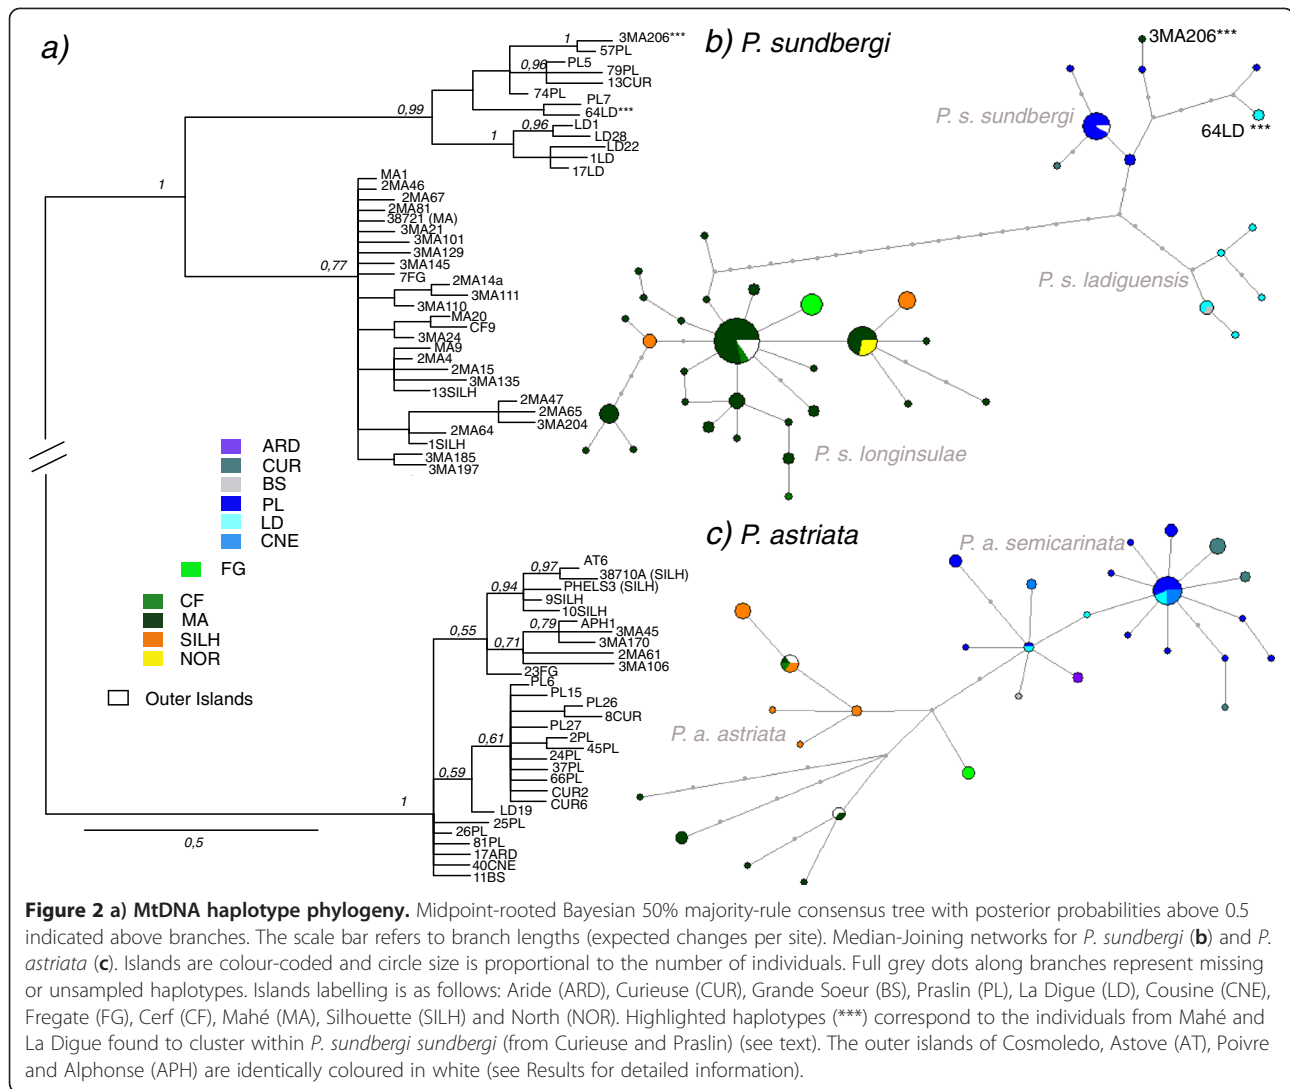 a)
3MA206***
57PL
PL5
0,96
79PL
13CUR
74PL
1
PL7
64LD***
0,99
LD1
0,96
LD28
1
LD22
1LD
17LD
1
MA1
2MA46
2MA67
2MA81
38721 (MA)
3MA21
3MA101
3MA129
0,77
3MA145
7FG
2MA14a
3MA111
3MA110
MA20
CF9
3MA24
MA9
2MA4
2MA15
3MA135
13SILH
2MA47
2MA65
3MA204
2MA64
1SILH
3MA185
3MA197
ARD
CUR
BS
PL
LD
CNE
FG
CF
MA
SILH
NOR
Outer Islands
AT6
0,97
38710A (SILH)
0,94
PHELS3 (SILH)
9SILH
10SILH
0,55
APH1
0,79
3MA45
3MA170
0,71
2MA61
3MA106
23FG
PL6
PL15
PL26
8CUR
PL27
0,61
2PL
45PL
24PL
37PL
0,59
66PL
CUR2
CUR6
1
LD19
25PL
26PL
81PL
17ARD
40CNE
11BS
0,5
b) P. sundbergi
3MA206***
P. s. sundbergi
64LD ***
P. s. ladiguensis
P. s. longinsulae
c) P. astriata
P. a. semicarinata
P. a. astriata
Figure 2 a) MtDNA haplotype phylogeny. Midpoint-rooted Bayesian 50% majority-rule consensus tree with posterior probabilities above 0.5
indicated above branches. The scale bar refers to branch lengths (expected changes per site). Median-Joining networks for P. sundbergi (b) and P.
astriata (c). Islands are colour-coded and circle size is proportional to the number of individuals. Full grey dots along branches represent missing
or unsampled haplotypes. Islands labelling is as follows: Aride (ARD), Curieuse (CUR), Grande Soeur (BS), Praslin (PL), La Digue (LD), Cousine (CNE),
Fregate (FG), Cerf (CF), Mahé (MA), Silhouette (SILH) and North (NOR). Highlighted haplotypes (***) correspond to the individuals from Mahé and
La Digue found to cluster within P. sundbergi sundbergi (from Curieuse and Praslin) (see text). The outer islands of Cosmoledo, Astove (AT), Poivre
and Alphonse (APH) are identically coloured in white (see Results for detailed information).